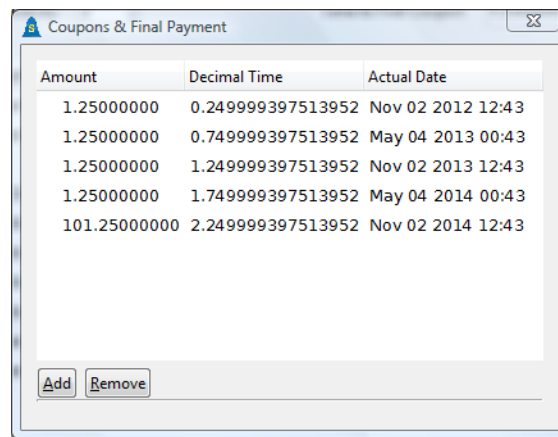 Coupons & Final Payment
Amount Decimal Time Actual Date
1.25000000 0.249999397513952 Nov 02 2012 12:43
1.25000000 0.749999397513952 May 04 2013 00:43
1.25000000 1.249999397513952 Nov 02 2013 12:43
1.25000000 1.749999397513952 May 04 2014 00:43
101.25000000 2.249999397513952 Nov 02 2014 12:43
Add Remove